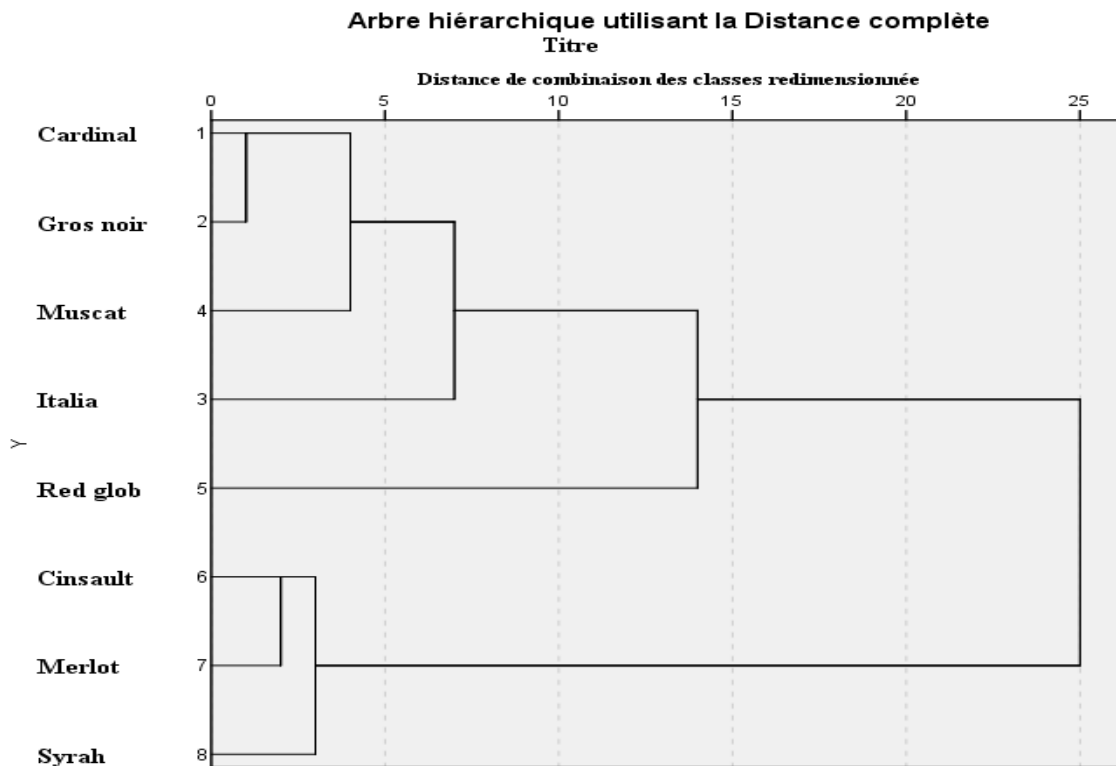 Arbre hiérarchique utilisant la Distance complète
Titre
Distance de combinaison des classes redimensionnée
0 5 10 15 20 25
Cardinal 1
Gros noir 2
Muscat 4
Italia 3
Y
Red glob 5
Cinsault 6
Merlot 7
Syrah 8